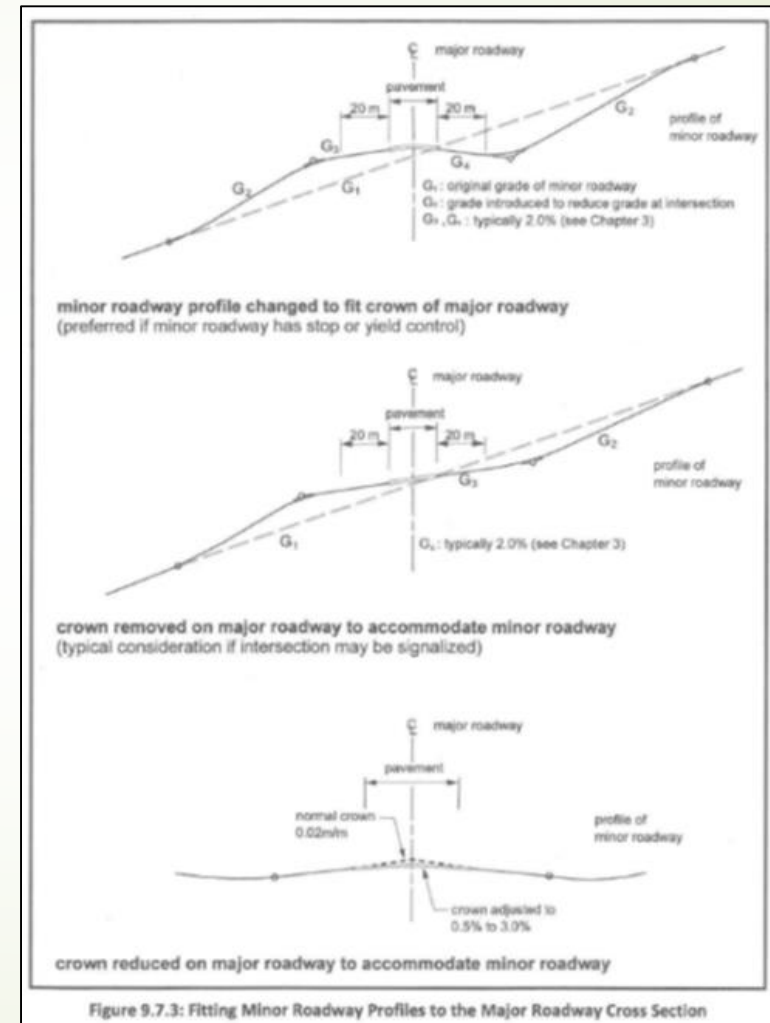 ℄ major roadway
pavement
20 m
20 m
G₂
profile of
minor roadway
G₃
G₄
G₂
G₁
G₁ : original grade of minor roadway
G₂ : grade introduced to reduce grade at intersection
G₃ , G₄ : typically 2.0% (see Chapter 3)
minor roadway profile changed to fit crown of major roadway
(preferred if minor roadway has stop or yield control)
℄ major roadway
pavement
20 m
20 m
G₂
profile of
minor roadway
G₃
G₁
: typically 2.0% (see Chapter 3)
crown removed on major roadway to accommodate minor roadway
(typical consideration if intersection may be signalized)
℄ major roadway
pavement
normal crown
0.02m/m
profile of
minor roadway
crown adjusted to
0.5% to 3.0%
crown reduced on major roadway to accommodate minor roadway
Figure 9.7.3: Fitting Minor Roadway Profiles to the Major Roadway Cross Section